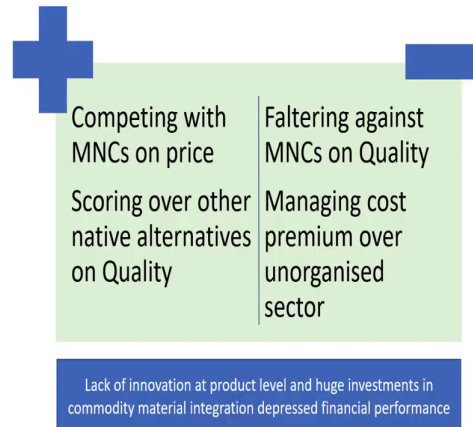 Competing with
MNCs on price
Scoring over other
native alternatives
on Quality
Faltering against
MNCs on Quality
Managing cost
premium over
unorganised
sector
Lack of innovation at product level and huge investments in
commodity material integration depressed financial performance